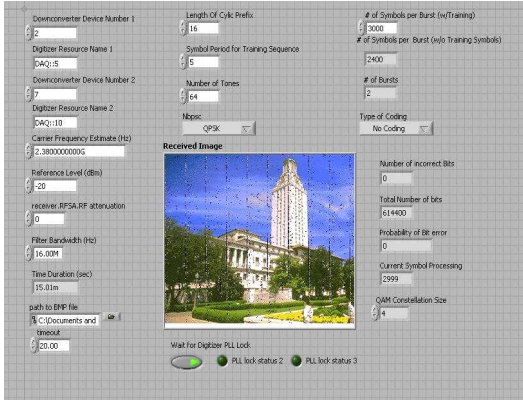 Downconverter Device Number 1
2
Digitizer Resource Name 1
DAQ::5
Downconverter Device Number 2
7
Digitizer Resource Name 2
DAQ::10
Carrier Frequency Estimate (Hz)
2.3800000000G
Reference Level (dBm)
-20
receiver.RFSA.RF attenuation
0
Filter Bandwidth (Hz)
16.00M
Time Duration (sec)
15.01m
path to BMP file
C:\Documents and
timeout
20.00
Length Of Cylic Prefix
16
Symbol Period for Training Sequence
5
Number of Tones
64
Nbpsc
QPSK
Received Image
Wait for Digitizer PLL Lock
PLL lock status 2
PLL lock status 3
# of Symbols per Burst (w/Training)
3000
# of Symbols per Burst (w/o Training Symbols)
2400
# of Bursts
2
Type of Coding
No Coding
Number of incorrect Bits
0
Total Number of bits
614400
Probability of Bit error
0
Current Symbol Processing
2999
QAM Constellation Size
4